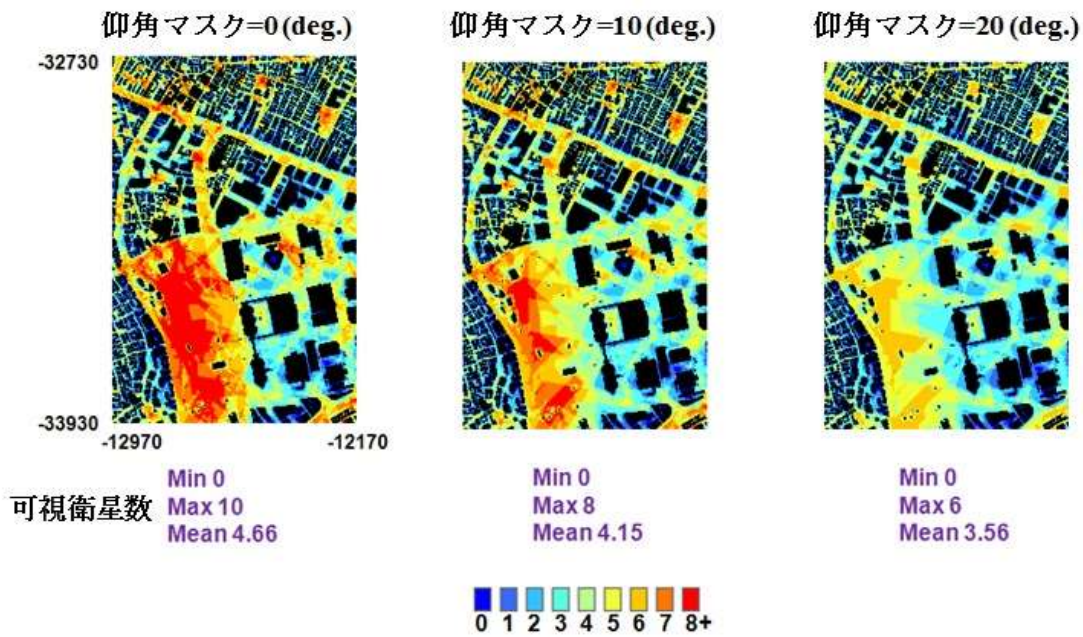 仰角マスク=0 (deg.)
仰角マスク=10 (deg.)
仰角マスク=20 (deg.)
-32730
-33930
-12970
-12170
可視衛星数
Min 0
Max 10
Mean 4.66
Min 0
Max 8
Mean 4.15
Min 0
Max 6
Mean 3.56
0 1 2 3 4 5 6 7 8+